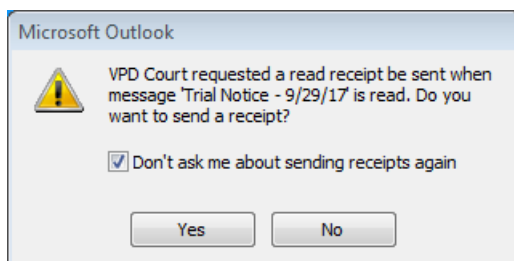 Microsoft Outlook
VPD Court requested a read receipt be sent when
message 'Trial Notice - 9/29/17' is read. Do you
want to send a receipt?
Don't ask me about sending receipts again
Yes No